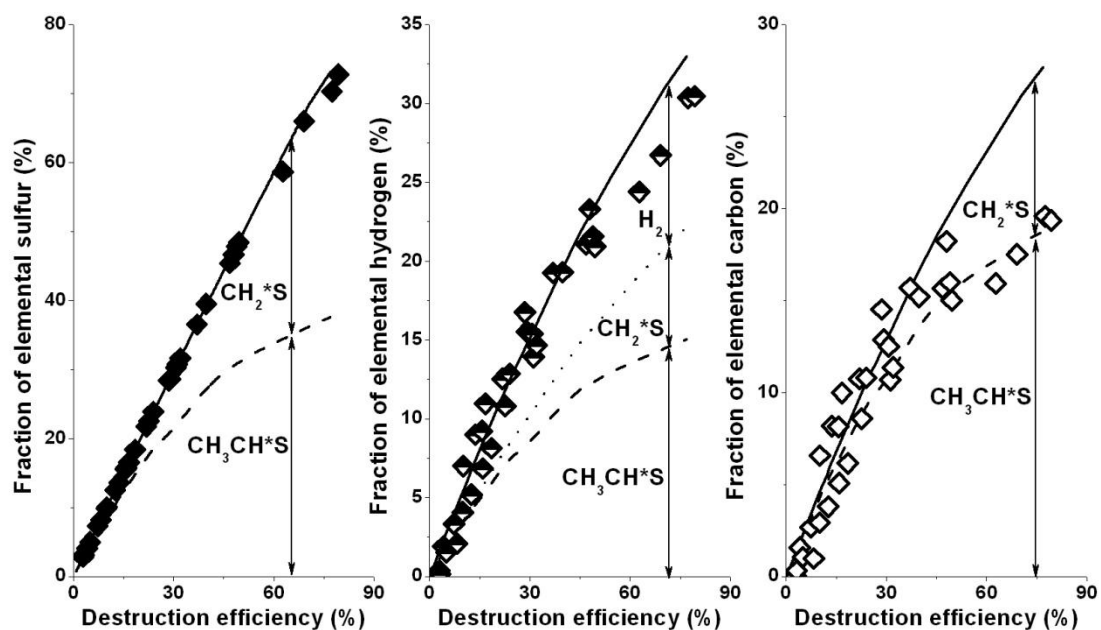 Fraction of elemental sulfur (%)
80
60
40
20
0
CH₂*S
CH₃CH*S
0 30 60 90
Destruction efficiency (%)
Fraction of elemental hydrogen (%)
35
30
25
20
15
10
5
0
H₂
CH₂*S
CH₃CH*S
0 30 60 90
Destruction efficiency (%)
Fraction of elemental carbon (%)
30
20
10
0
CH₂*S
CH₃CH*S
0 30 60 90
Destruction efficiency (%)